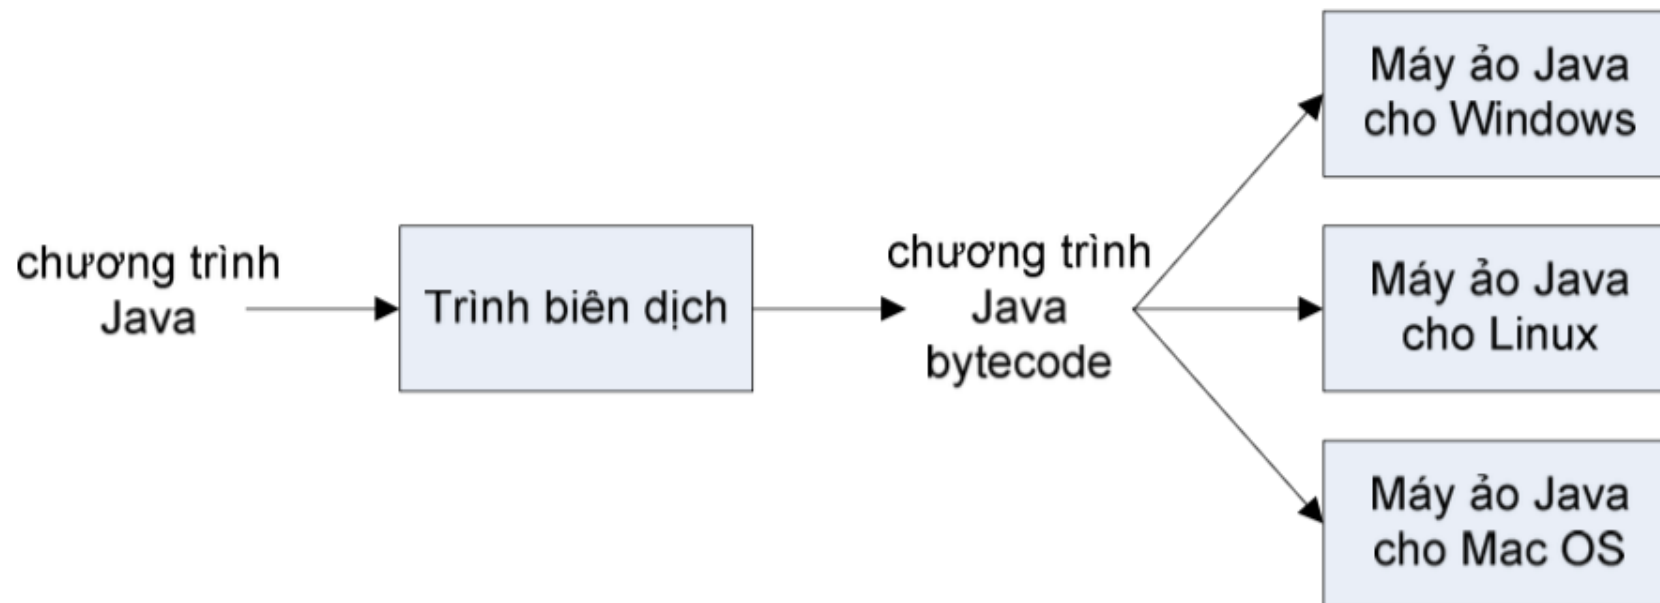 chương trình
Java
Trình biên dịch
chương trình
Java
bytecode
Máy ảo Java
cho Windows
Máy ảo Java
cho Linux
Máy ảo Java
cho Mac OS